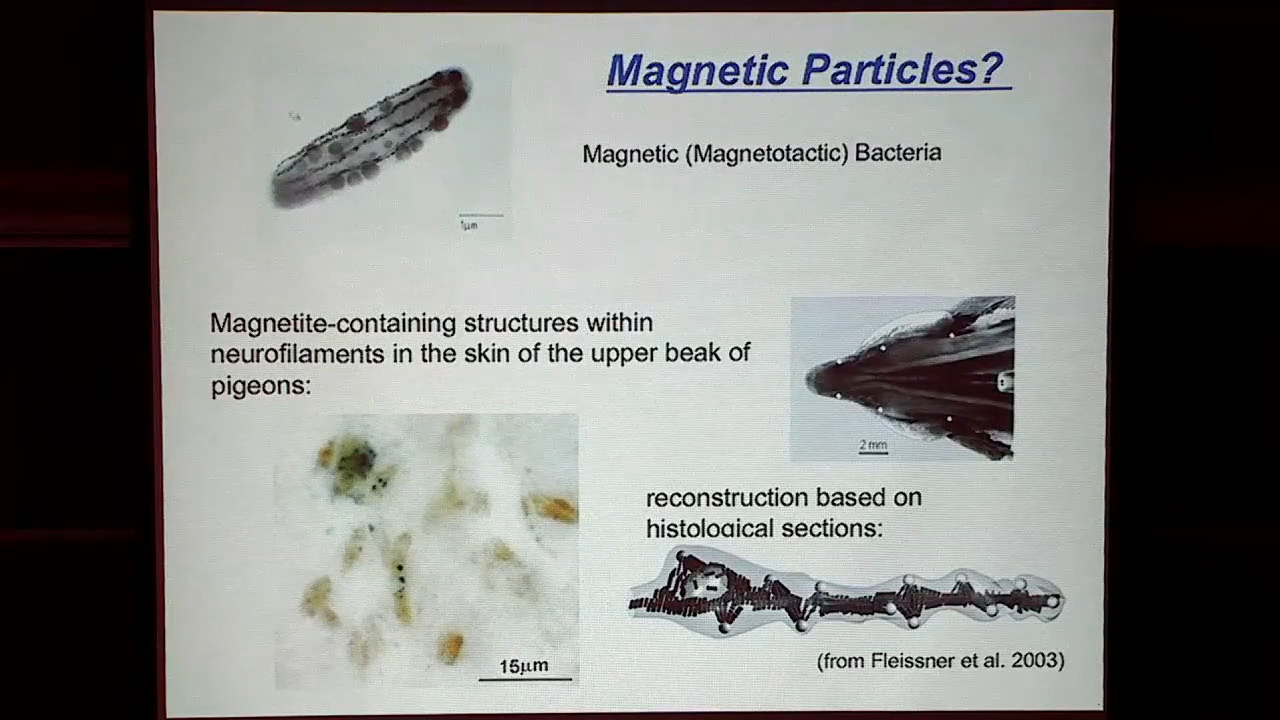 Magnetic Particles?
Magnetic (Magnetotactic) Bacteria
1µm
Magnetite-containing structures within
neurofilaments in the skin of the upper beak of
pigeons:
2 mm
reconstruction based on
histological sections:
15µm
(from Fleissner et al. 2003)